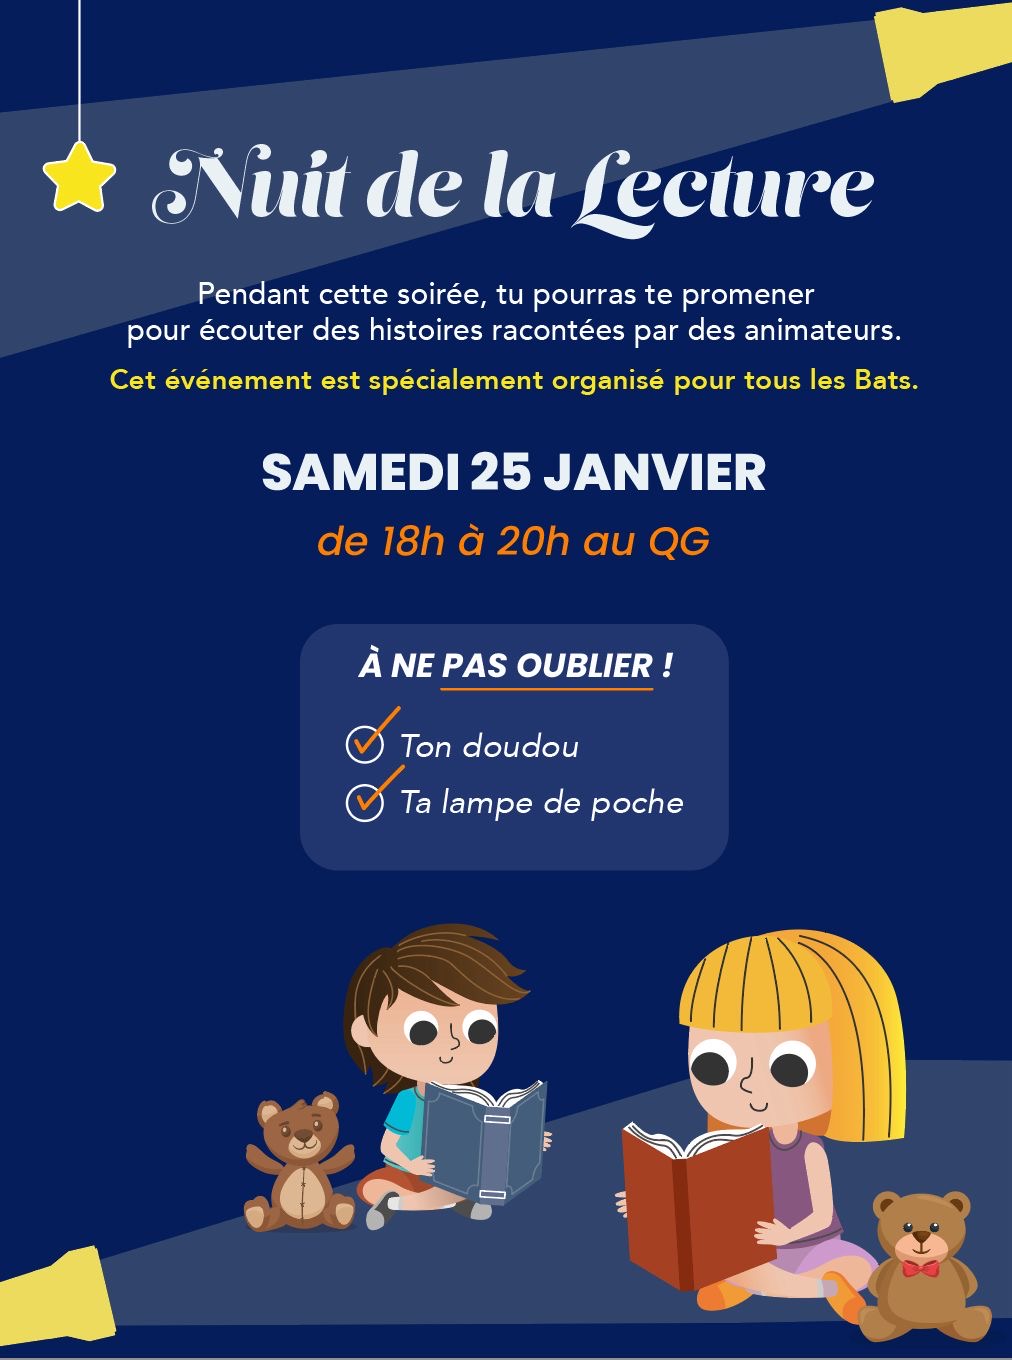 Nuit de la Lecture
Pendant cette soirée, tu pourras te promener
pour écouter des histoires racontées par des animateurs.
Cet événement est spécialement organisé pour tous les Bats.
SAMEDI 25 JANVIER
de 18h à 20h au QG
À NE PAS OUBLIER !
Ton doudou
Ta lampe de poche